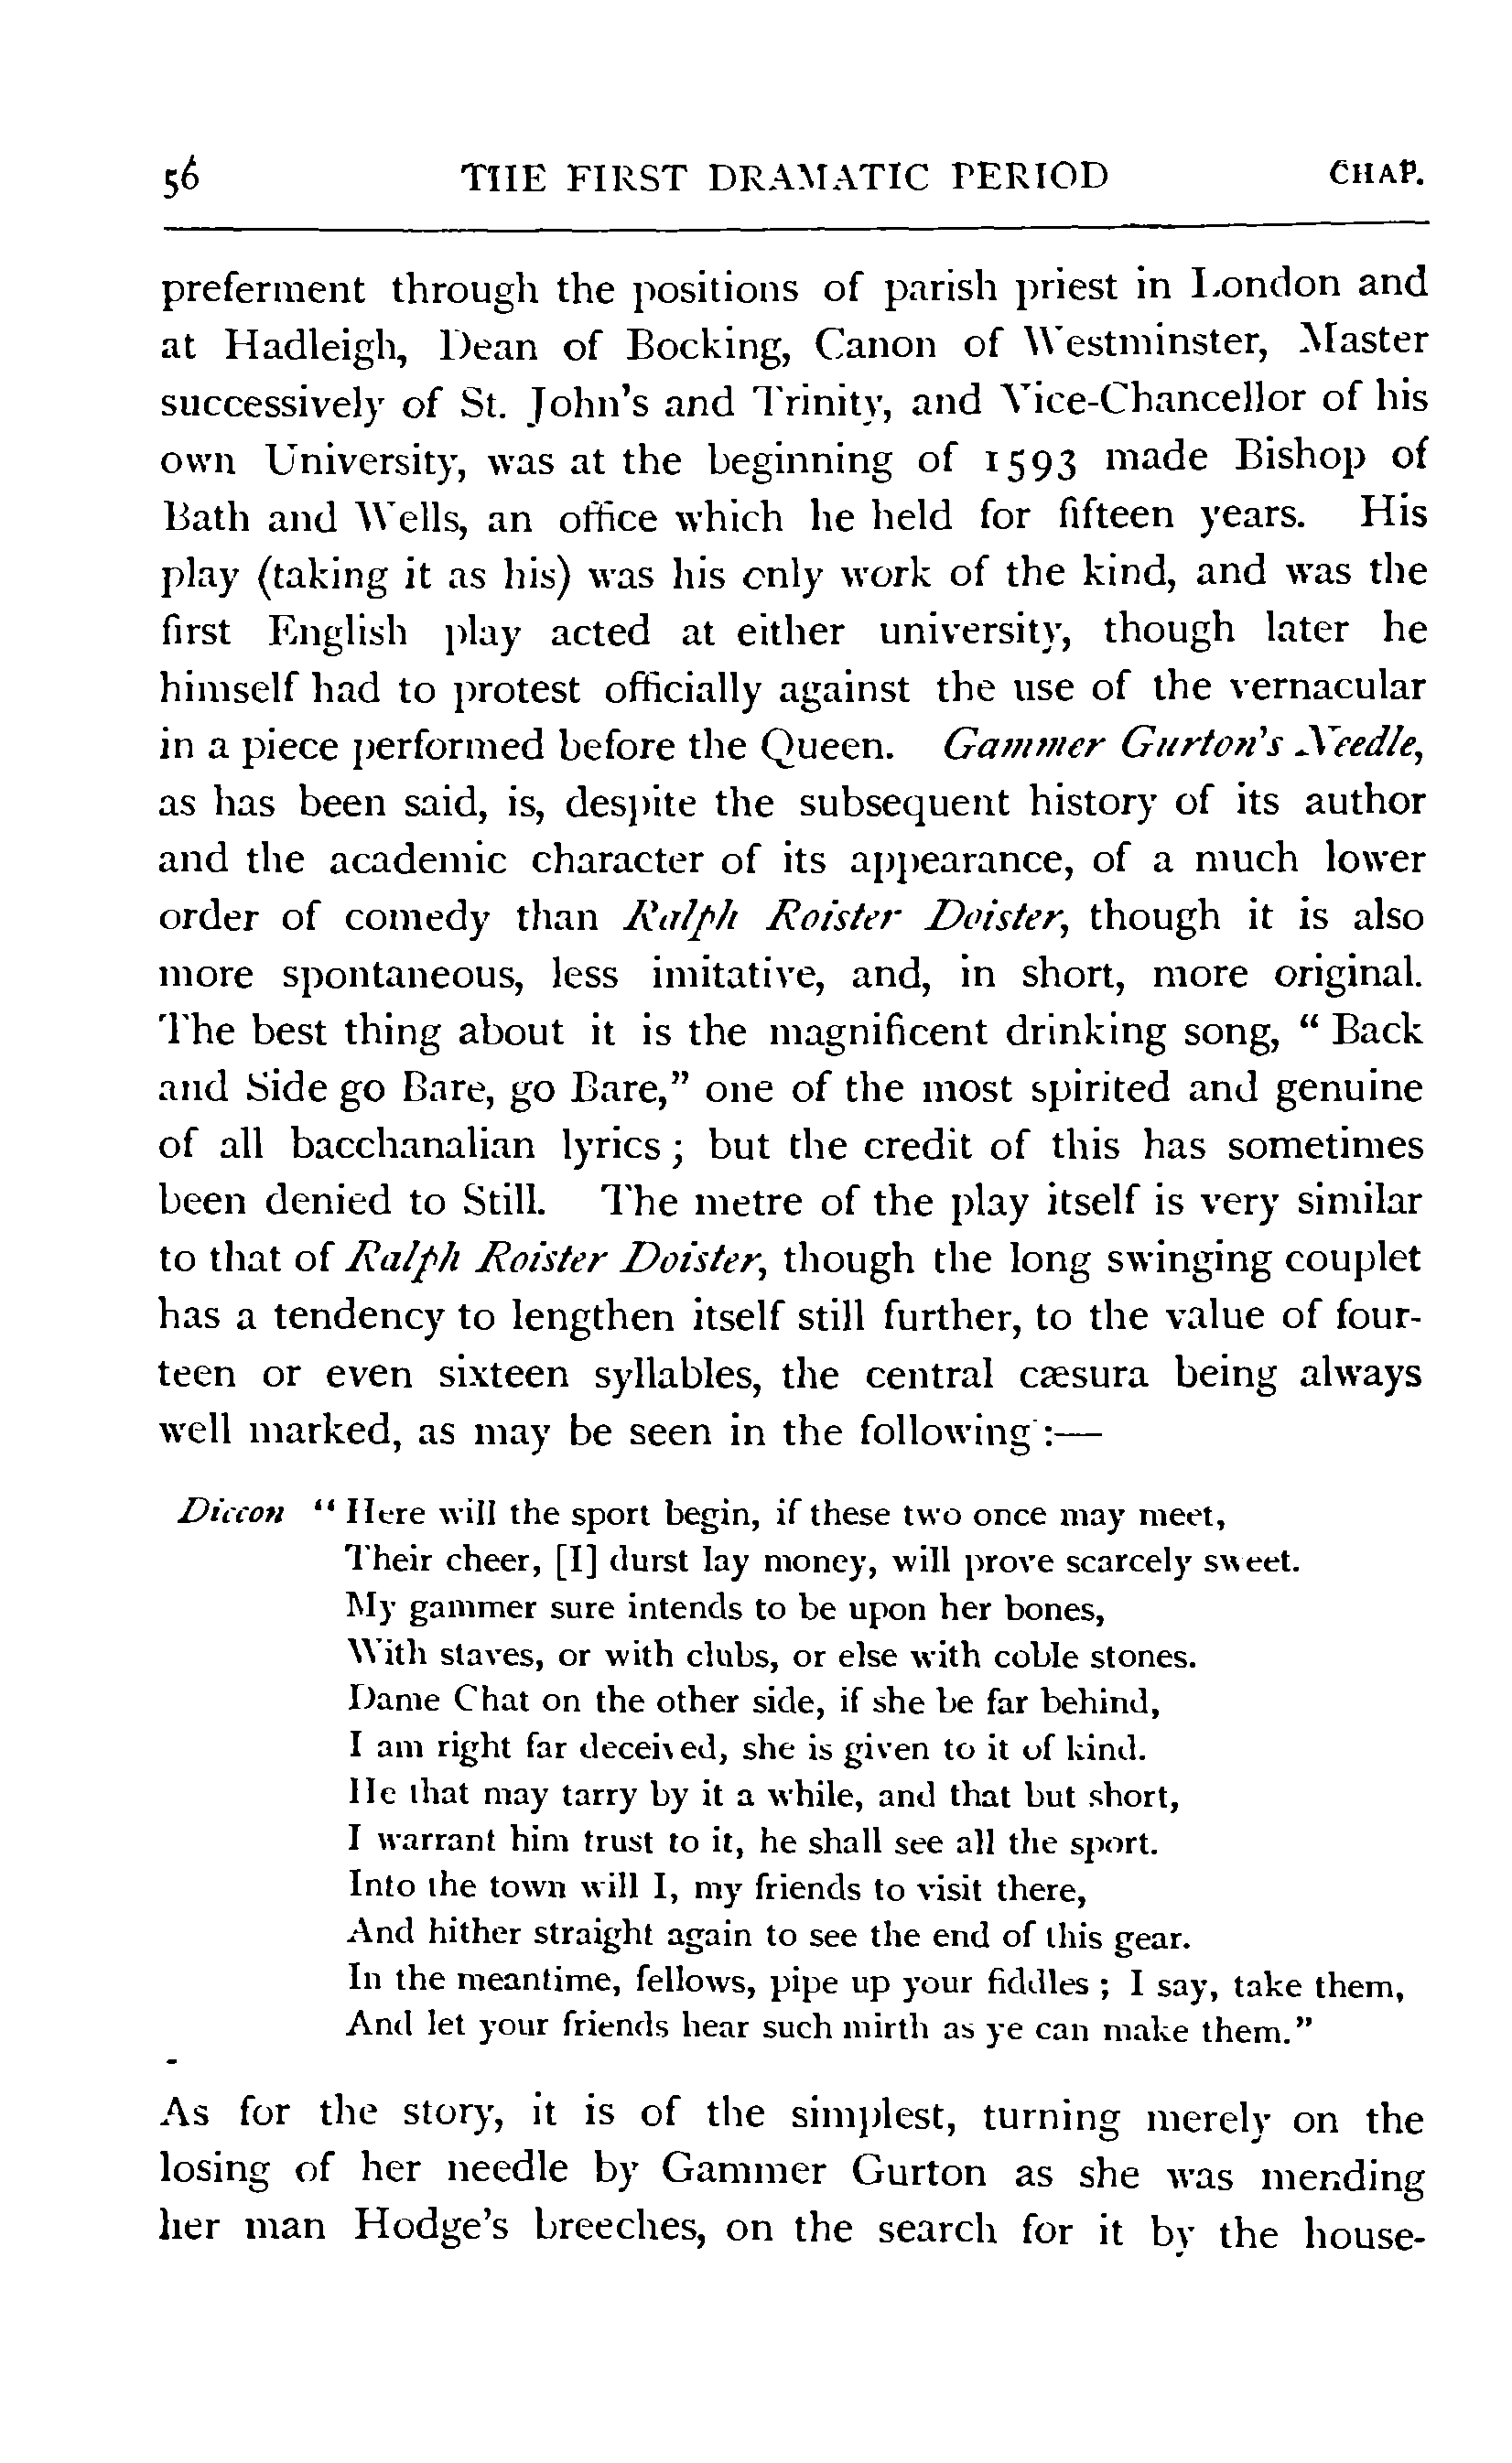 56 THE FIRST DRAMATIC PERIOD CHAP.
preferment through the positions of parish priest in London and
at Hadleigh, Dean of Bocking, Canon of Westminster, Master
successively of St. John's and Trinity, and Vice-Chancellor of his
own University, was at the beginning of 1593 made Bishop of
Bath and Wells, an office which he held for fifteen years. His
play (taking it as his) was his only work of the kind, and was the
first English play acted at either university, though later he
himself had to protest officially against the use of the vernacular
in a piece performed before the Queen. Gammer Gurton's Needle,
as has been said, is, despite the subsequent history of its author
and the academic character of its appearance, of a much lower
order of comedy than Ralph Roister Doister, though it is also
more spontaneous, less imitative, and, in short, more original.
The best thing about it is the magnificent drinking song, “Back
and Side go Bare, go Bare,” one of the most spirited and genuine
of all bacchanalian lyrics; but the credit of this has sometimes
been denied to Still. The metre of the play itself is very similar
to that of Ralph Roister Doister, though the long swinging couplet
has a tendency to lengthen itself still further, to the value of four-
teen or even sixteen syllables, the central cæsura being always
well marked, as may be seen in the following:—
Diccon “Here will the sport begin, if these two once may meet,
Their cheer, [I] durst lay money, will prove scarcely sweet.
My gammer sure intends to be upon her bones,
With staves, or with clubs, or else with coble stones.
Dame Chat on the other side, if she be far behind,
I am right far deceived, she is given to it of kind.
He that may tarry by it a while, and that but short,
I warrant him trust to it, he shall see all the sport.
Into the town will I, my friends to visit there,
And hither straight again to see the end of this gear.
In the meantime, fellows, pipe up your fiddles; I say, take them,
And let your friends hear such mirth as ye can make them.”
As for the story, it is of the simplest, turning merely on the
losing of her needle by Gammer Gurton as she was mending
her man Hodge's breeches, on the search for it by the house-